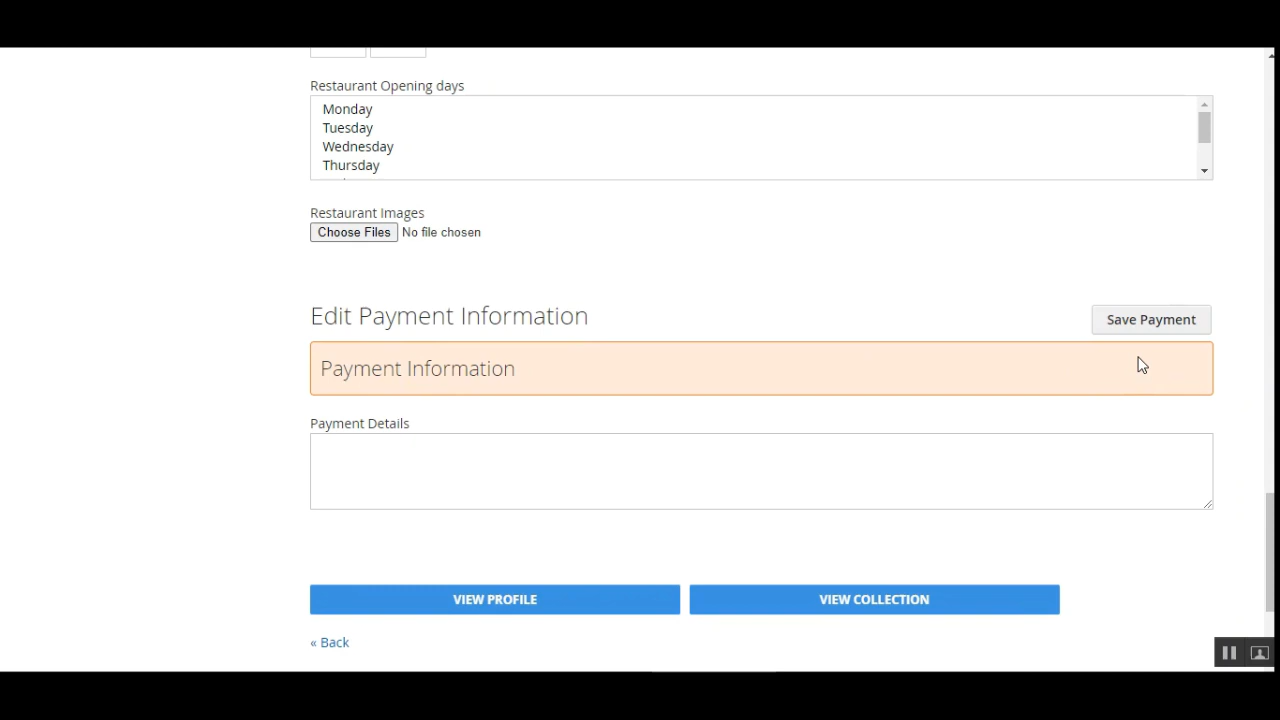 Restaurant Opening days
Monday
Tuesday
Wednesday
Thursday
Restaurant Images
Choose Files No file chosen
Edit Payment Information
Save Payment
Payment Information
Payment Details
VIEW PROFILE
VIEW COLLECTION
« Back